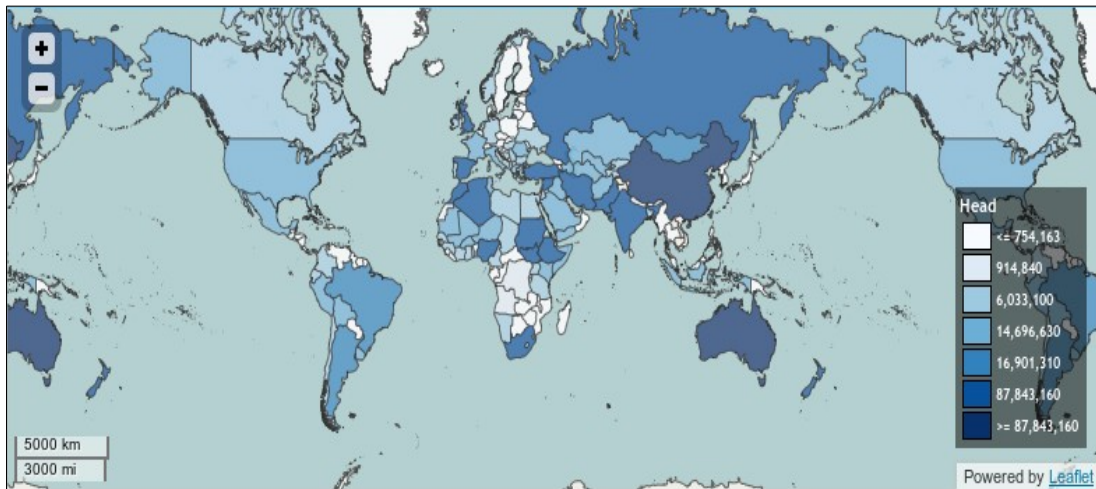 +
−
Head
<= 754,163
914,840
6,033,100
14,696,630
16,901,310
87,843,160
>= 87,843,160
5000 km
3000 mi
Powered by Leaflet